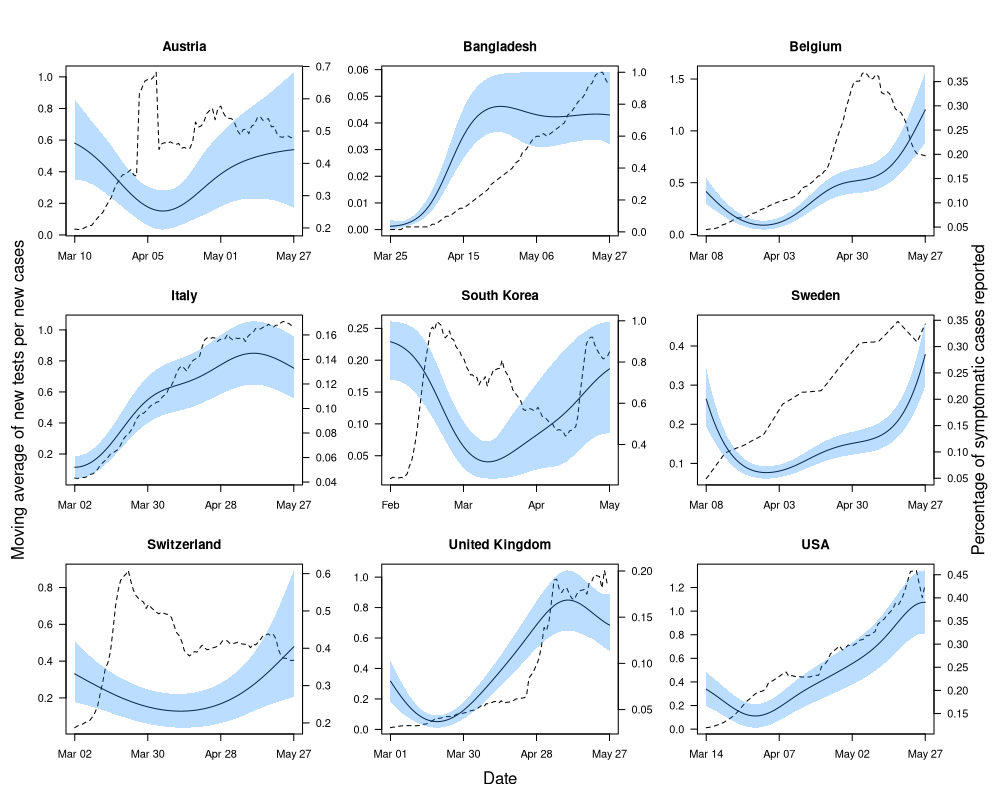 Austria
Bangladesh
Belgium
0.0 0.2 0.4 0.6 0.8 1.0
0.2 0.3 0.4 0.5 0.6 0.7
Mar 10 Apr 05 May 01 May 27
0.00 0.01 0.02 0.03 0.04 0.05 0.06
0.0 0.2 0.4 0.6 0.8 1.0
Mar 25 Apr 15 May 06 May 27
0.0 0.5 1.0 1.5
0.05 0.10 0.15 0.20 0.25 0.30 0.35
Mar 08 Apr 03 Apr 30 May 27
Italy
South Korea
Sweden
0.2 0.4 0.6 0.8 1.0
0.04 0.06 0.08 0.10 0.12 0.14 0.16
Mar 02 Mar 30 Apr 28 May 27
0.05 0.10 0.15 0.20 0.25
0.4 0.6 0.8 1.0
Feb Mar Apr May
0.1 0.2 0.3 0.4
0.05 0.10 0.15 0.20 0.25 0.30 0.35
Mar 08 Apr 03 Apr 30 May 27
Switzerland
United Kingdom
USA
0.2 0.4 0.6 0.8
0.2 0.3 0.4 0.5 0.6
Mar 02 Mar 30 Apr 28 May 27
0.0 0.2 0.4 0.6 0.8 1.0
0.05 0.10 0.15 0.20
Mar 01 Mar 30 Apr 28 May 27
0.0 0.2 0.4 0.6 0.8 1.0 1.2
0.15 0.20 0.25 0.30 0.35 0.40 0.45
Mar 14 Apr 07 May 02 May 27
Moving average of new tests per new cases
Percentage of symptomatic cases reported
Date